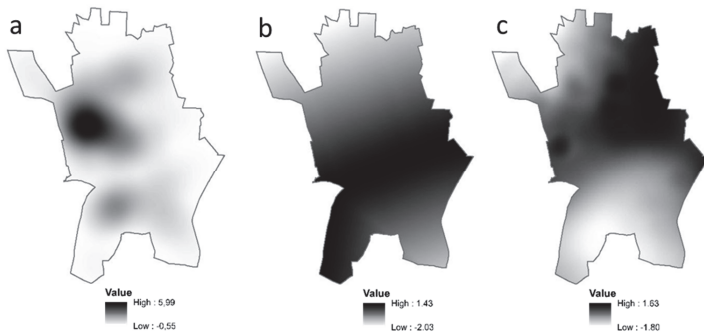 a
b
c
Value
High : 5,99
Low : -0,55
Value
High : 1.43
Low : -2.03
Value
High : 1.63
Low : -1.80